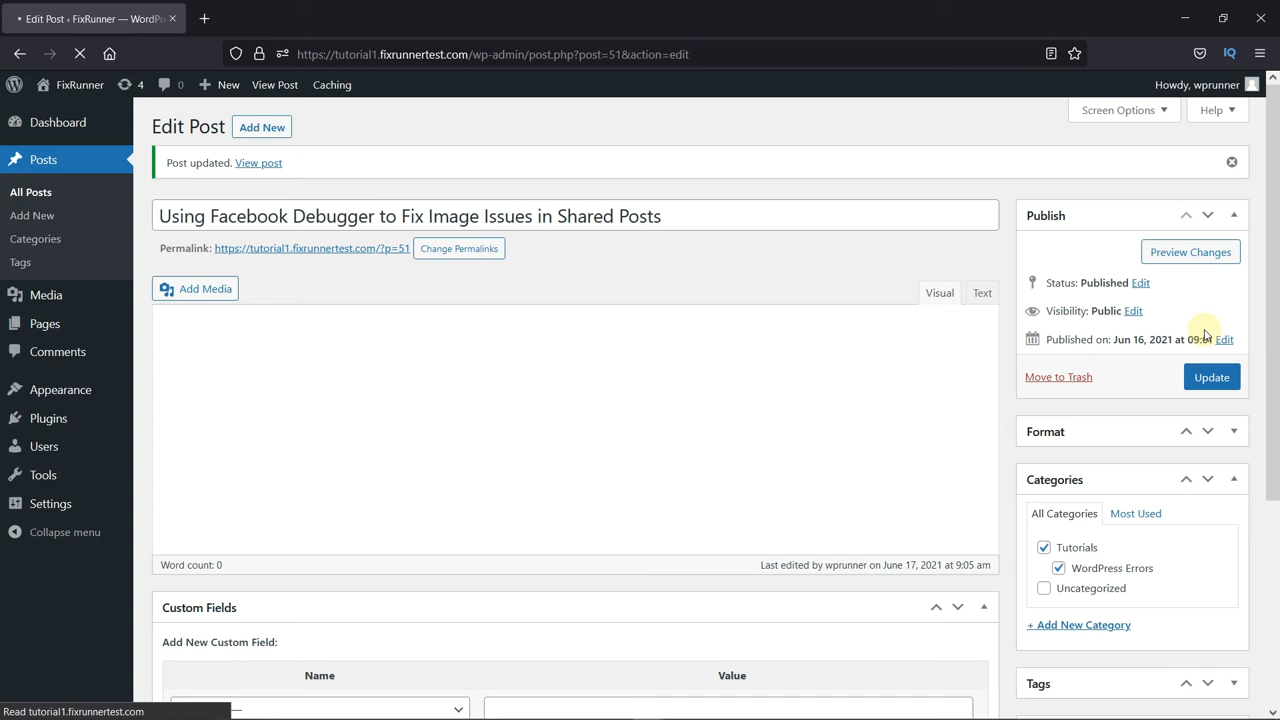 Edit Post ‹ FixRunner — WordPre
https://tutorial1.fixrunnertest.com/wp-admin/post.php?post=51&action=edit
IQ
FixRunner 4 0 New View Post Caching Howdy, wprunner
Screen Options Help
Dashboard
Posts
All Posts
Add New
Categories
Tags
Media
Pages
Comments
Appearance
Plugins
Users
Tools
Settings
Collapse menu
Edit Post Add New
Post updated. View post
Using Facebook Debugger to Fix Image Issues in Shared Posts
Permalink: https://tutorial1.fixrunnertest.com/?p=51 Change Permalinks
Add Media
Visual Text
Word count: 0 Last edited by wprunner on June 17, 2021 at 9:05 am
Custom Fields
Add New Custom Field:
Name Value
Publish
Preview Changes
Status: Published Edit
Visibility: Public Edit
Published on: Jun 16, 2021 at Edit
Move to Trash Update
Format
Categories
All Categories Most Used
Tutorials
WordPress Errors
Uncategorized
+ Add New Category
Tags
Read tutorial1.fixrunnertest.com